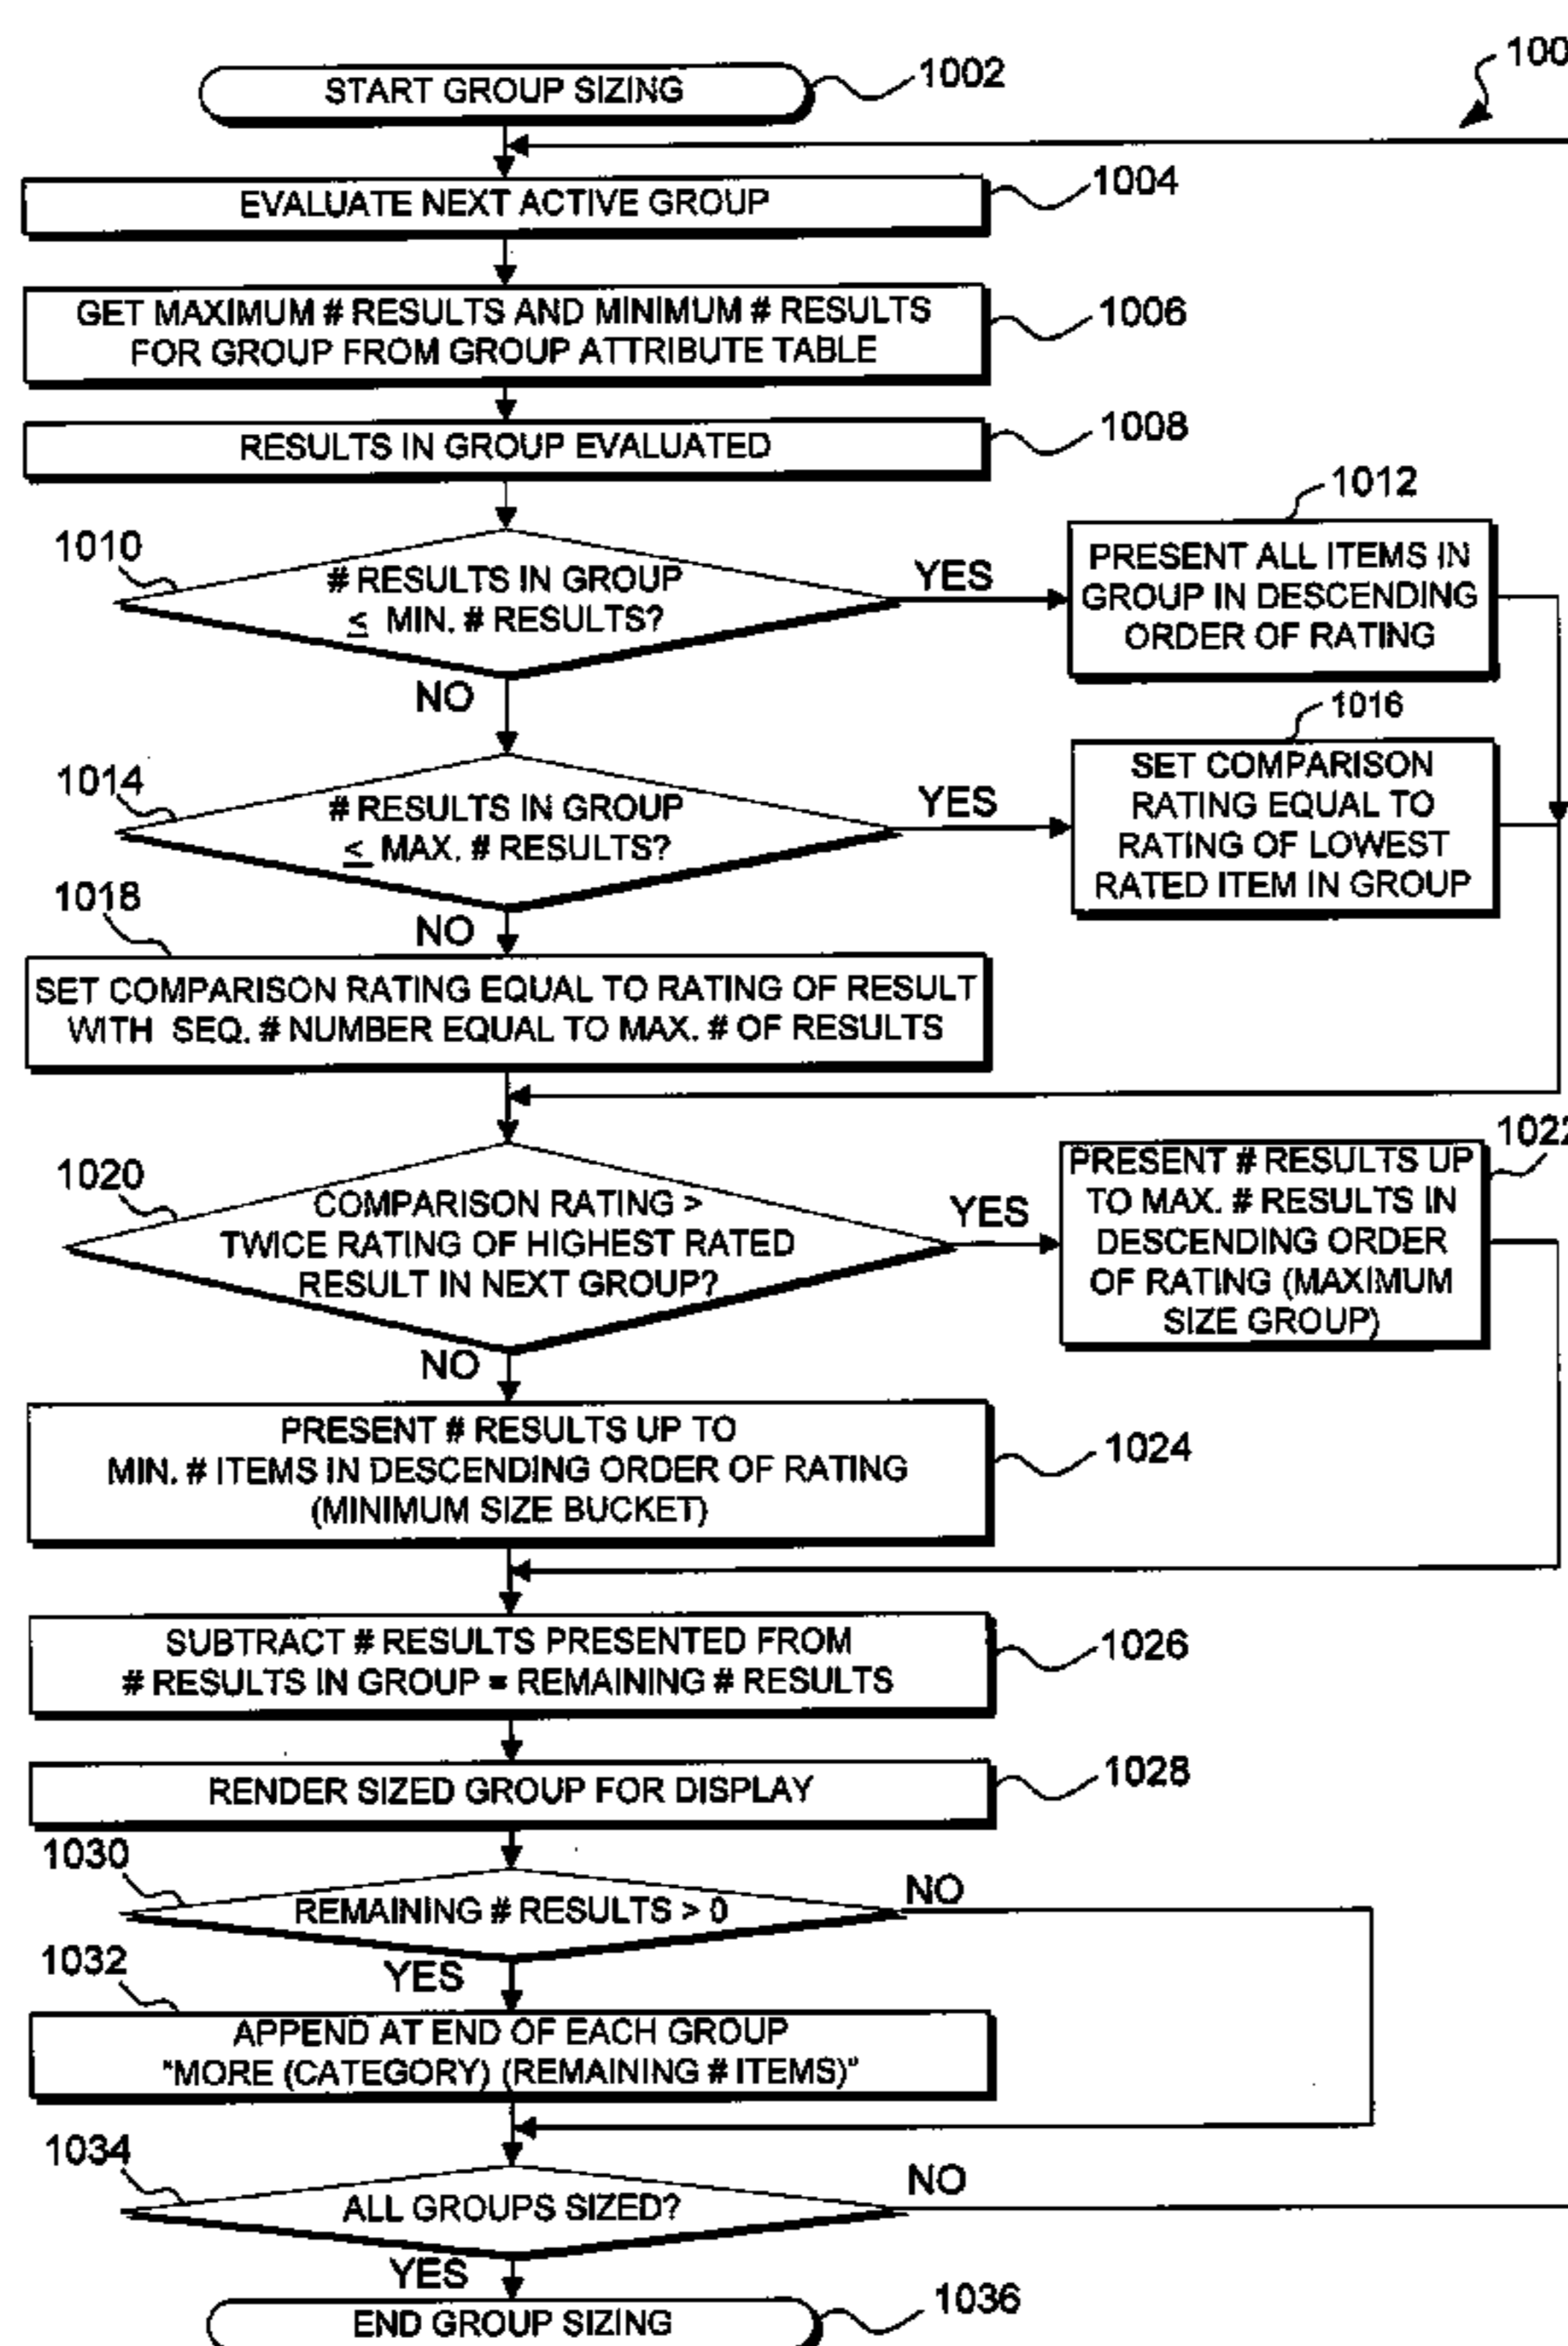 100
START GROUP SIZING
1002
EVALUATE NEXT ACTIVE GROUP
1004
GET MAXIMUM # RESULTS AND MINIMUM # RESULTS
FOR GROUP FROM GROUP ATTRIBUTE TABLE
1006
RESULTS IN GROUP EVALUATED
1008
1010
# RESULTS IN GROUP
≤ MIN. # RESULTS?
YES
NO
1012
PRESENT ALL ITEMS IN
GROUP IN DESCENDING
ORDER OF RATING
1014
# RESULTS IN GROUP
≤ MAX. # RESULTS?
YES
NO
1016
SET COMPARISON
RATING EQUAL TO
RATING OF LOWEST
RATED ITEM IN GROUP
1018
SET COMPARISON RATING EQUAL TO RATING OF RESULT
WITH SEQ. # NUMBER EQUAL TO MAX. # OF RESULTS
1020
COMPARISON RATING >
TWICE RATING OF HIGHEST RATED
RESULT IN NEXT GROUP?
YES
NO
1022
PRESENT # RESULTS UP
TO MAX. # RESULTS IN
DESCENDING ORDER
OF RATING (MAXIMUM
SIZE GROUP)
PRESENT # RESULTS UP TO
MIN. # ITEMS IN DESCENDING ORDER OF RATING
(MINIMUM SIZE BUCKET)
1024
SUBTRACT # RESULTS PRESENTED FROM
# RESULTS IN GROUP = REMAINING # RESULTS
1026
RENDER SIZED GROUP FOR DISPLAY
1028
1030
REMAINING # RESULTS > 0
NO
YES
1032
APPEND AT END OF EACH GROUP
"MORE (CATEGORY) (REMAINING # ITEMS)"
1034
ALL GROUPS SIZED?
NO
YES
END GROUP SIZING
1036